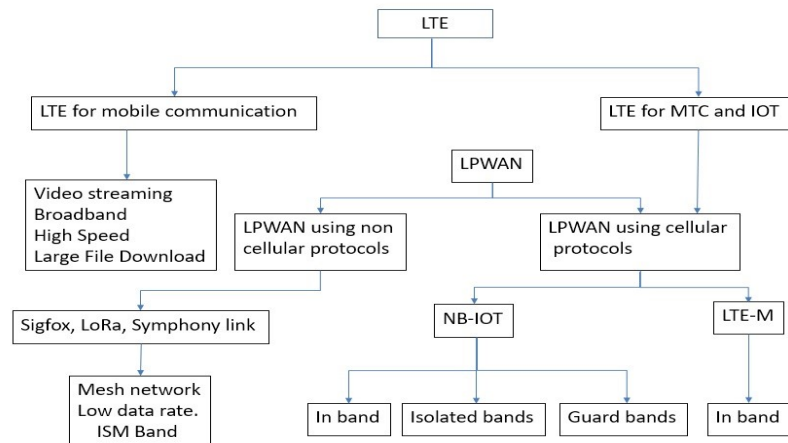 LTE
LTE for mobile communication
LTE for MTC and IOT
LPWAN
Video streaming
Broadband
High Speed
Large File Download
LPWAN using non
cellular protocols
LPWAN using cellular
protocols
Sigfox, LoRa, Symphony link
NB-IOT
LTE-M
Mesh network
Low data rate.
ISM Band
In band
Isolated bands
Guard bands
In band